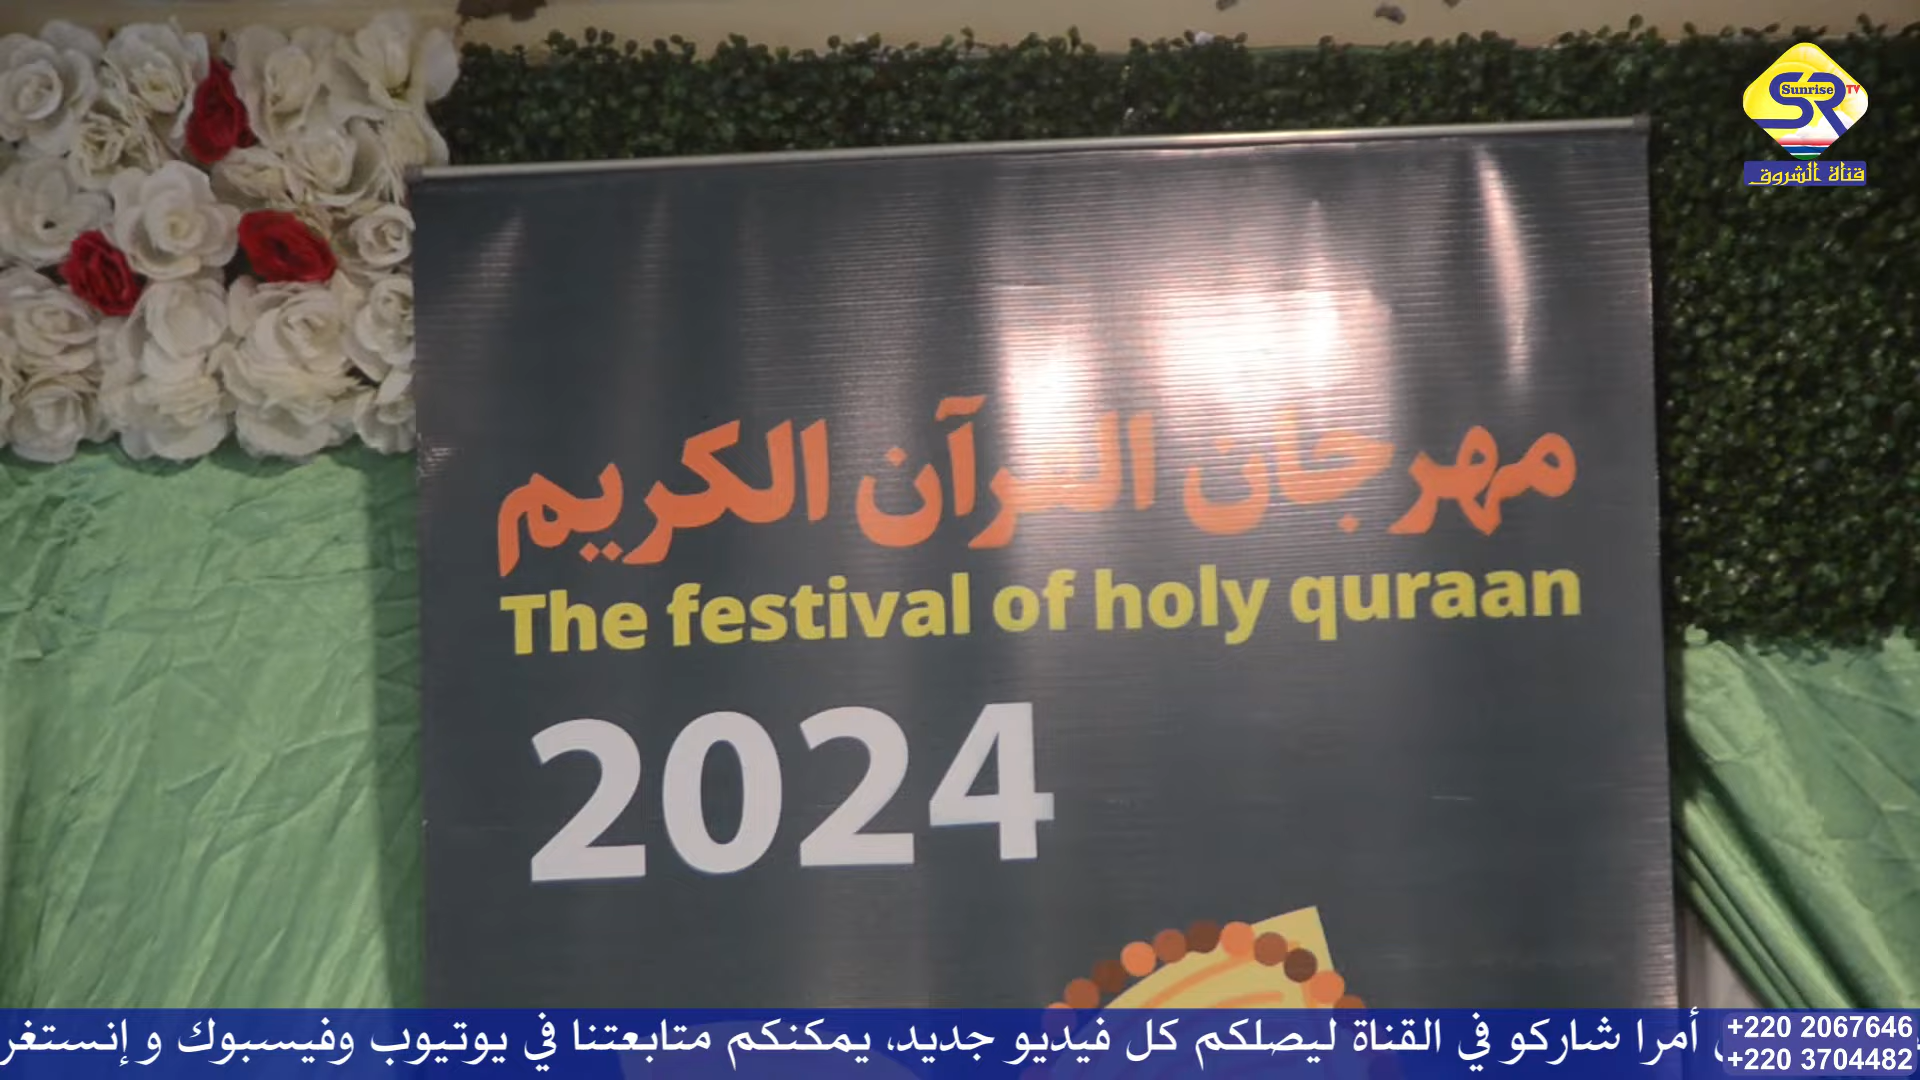 Sunrise TV
SR
قناة الشروق
مهرجان القرآن الكريم
The festival of holy quraan
2024
أمرا شاركو في القناة ليصلكم كل فيديو جديد، يمكنكم متابعتنا في يوتيوب وفيسبوك و
+220 2067646
+220 3704482